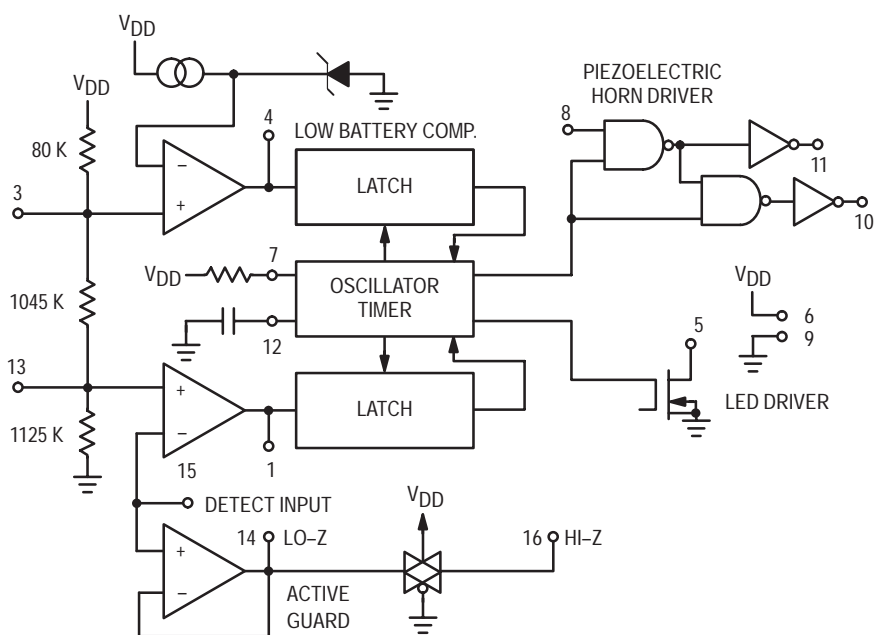 VDD
VDD
80 K
3
4
LOW BATTERY COMP.
−
+
LATCH
PIEZOELECTRIC
HORN DRIVER
8
11
10
1045 K
VDD
7
OSCILLATOR
TIMER
12
VDD
6
9
5
LED DRIVER
13
1125 K
+
−
LATCH
15
1
DETECT INPUT
+
−
14 LO–Z
ACTIVE
GUARD
VDD
16 HI–Z